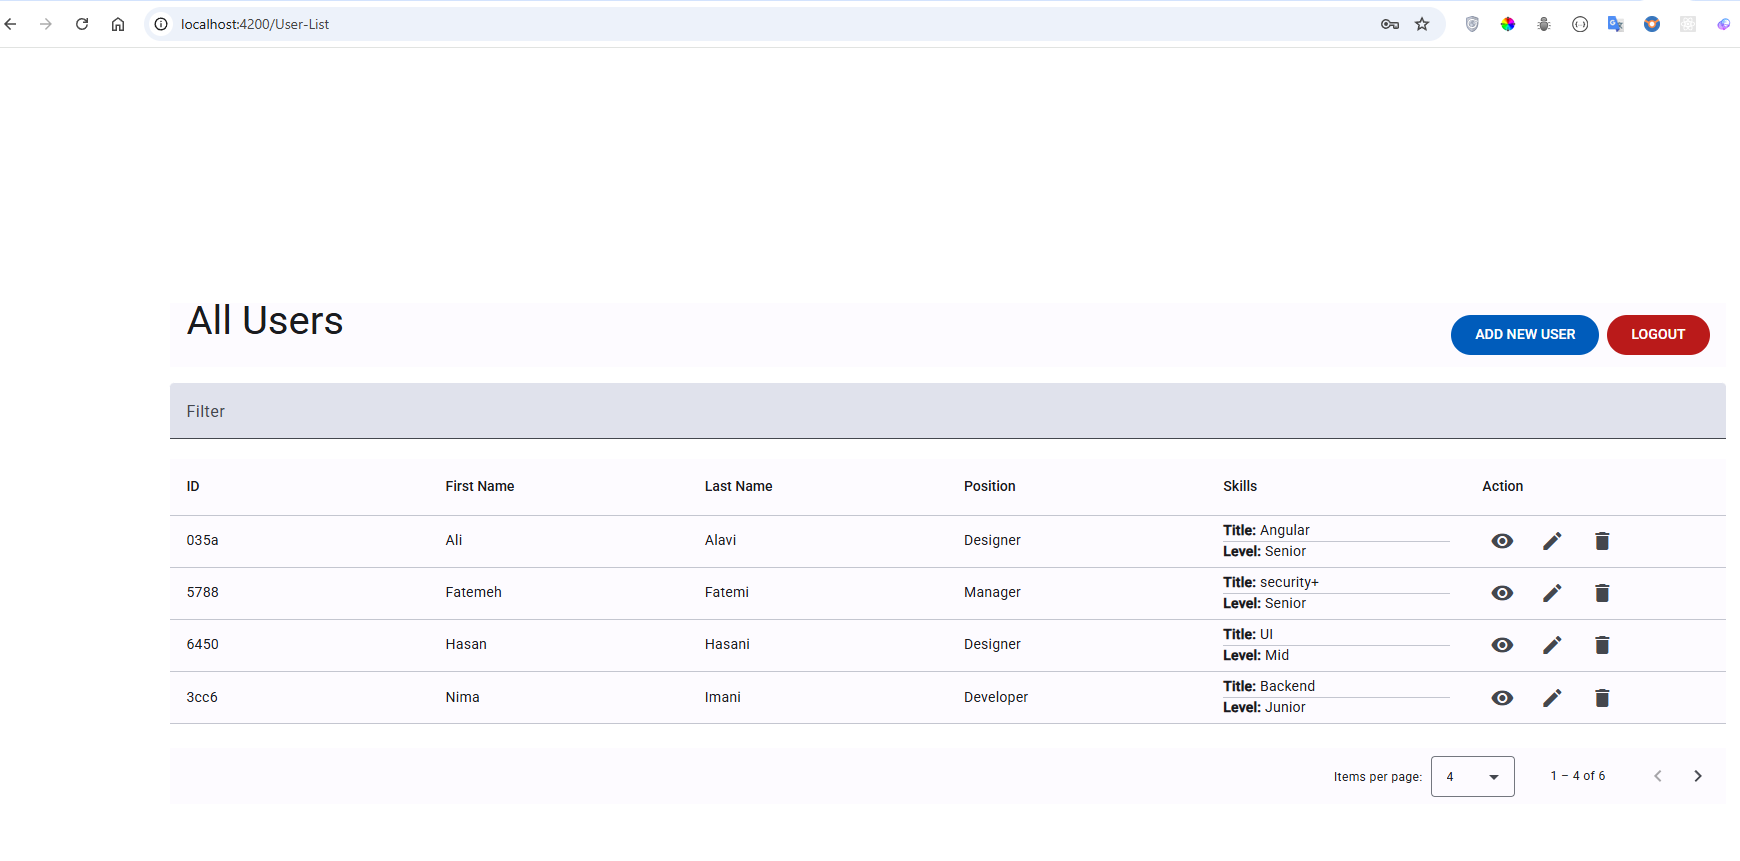 localhost:4200/User-List
All Users
ADD NEW USER LOGOUT
Filter
ID First Name Last Name Position Skills Action
035a Ali Alavi Designer Title: Angular
Level: Senior
5788 Fatemeh Fatemi Manager Title: security+
Level: Senior
6450 Hasan Hasani Designer Title: UI
Level: Mid
3cc6 Nima Imani Developer Title: Backend
Level: Junior
Items per page: 4 1 – 4 of 6